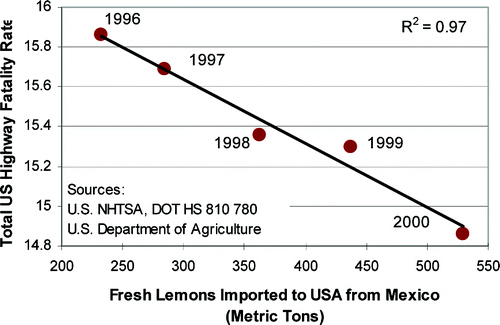 Total US Highway Fatality Rate
16
15.8
15.6
15.4
15.2
15
14.8
1996
1997
1998
1999
2000
R² = 0.97
Sources:
U.S. NHTSA, DOT HS 810 780
U.S. Department of Agriculture
200 250 300 350 400 450 500 550
Fresh Lemons Imported to USA from Mexico
(Metric Tons)